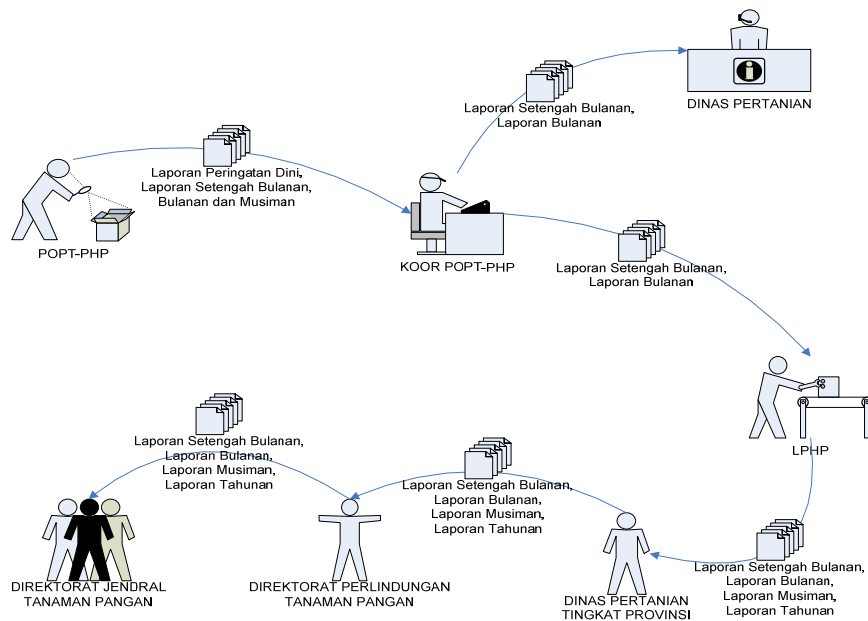 DINAS PERTANIAN
Laporan Setengah Bulanan,
Laporan Bulanan
Laporan Peringatan Dini,
Laporan Setengah Bulanan,
Bulanan dan Musiman
POPT-PHP
KOOR POPT-PHP
Laporan Setengah Bulanan,
Laporan Bulanan
LPHP
Laporan Setengah Bulanan,
Laporan Bulanan,
Laporan Musiman,
Laporan Tahunan
Laporan Setengah Bulanan,
Laporan Bulanan,
Laporan Musiman,
Laporan Tahunan
Laporan Setengah Bulanan,
Laporan Bulanan,
Laporan Musiman,
Laporan Tahunan
DIREKTORAT JENDRAL
TANAMAN PANGAN
DIREKTORAT PERLINDUNGAN
TANAMAN PANGAN
DINAS PERTANIAN
TINGKAT PROVINSI